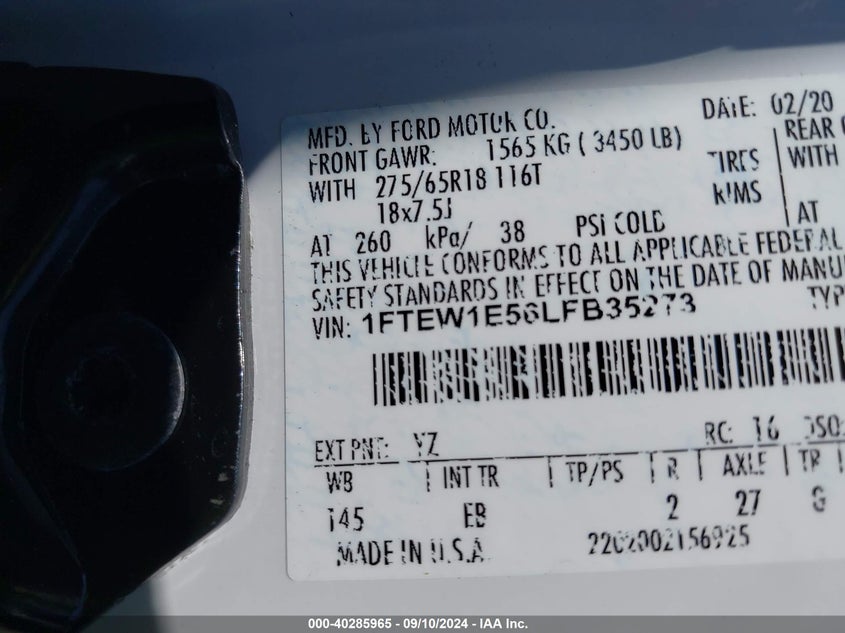 MFD. BY FORD MOTOR CO.
DATE: 02/20
FRONT GAWR: 1565 KG ( 3450 LB)
REAR
WITH 275/65R18 116T TIRES
WITH
18x7.5J RIMS
AT 260 kPa/ 38 PSI COLD
AT
THIS VEHICLE CONFORMS TO ALL APPLICABLE FEDERAL
SAFETY STANDARDS IN EFFECT ON THE DATE OF MANU
VIN: 1FTEW1E56LFB35273
TYP
EXT PNT: YZ
RC: 16 DSO:
WB INT TR TP/PS R AXLE TR
145 EB 2 27 G
MADE IN U.S.A.
2202002156925
000-40285965 - 09/10/2024 - IAA Inc.